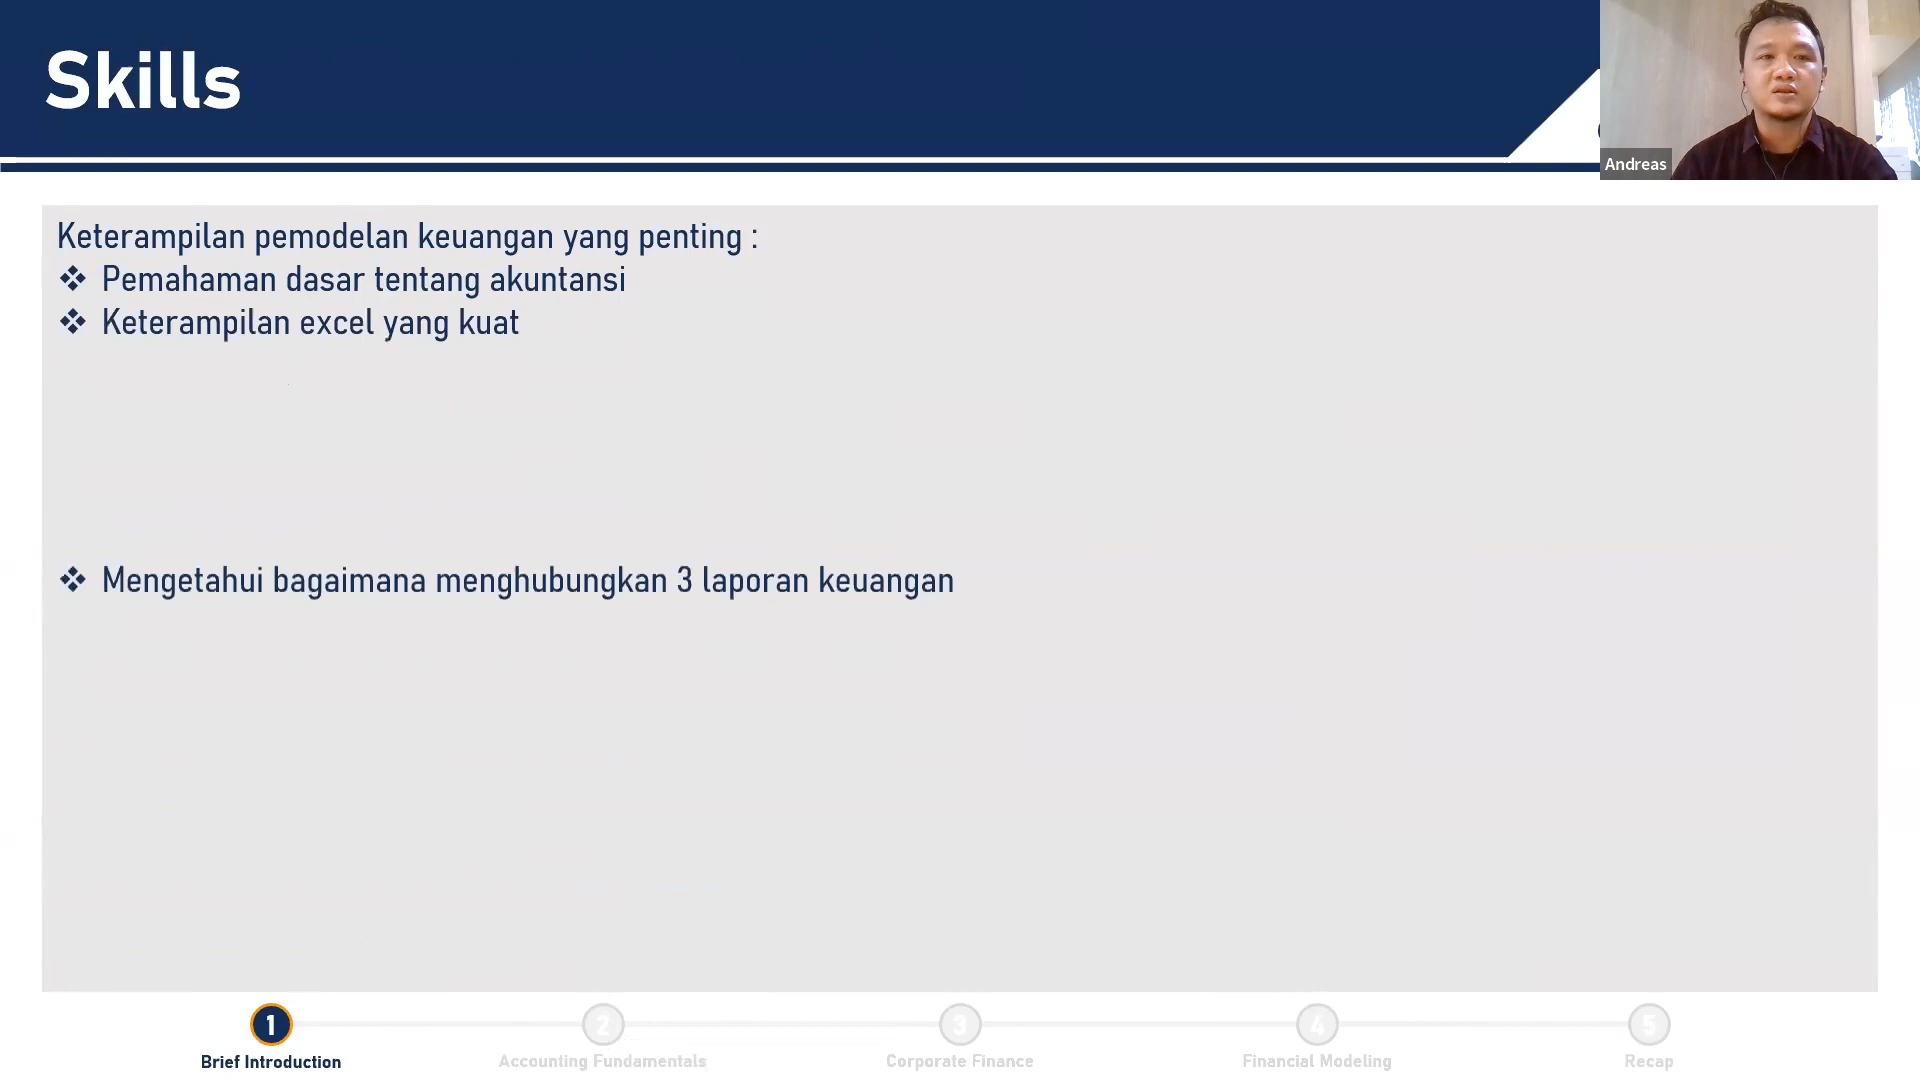 Skills
Andreas
Keterampilan pemodelan keuangan yang penting :
❖ Pemahaman dasar tentang akuntansi
❖ Keterampilan excel yang kuat
❖ Mengetahui bagaimana menghubungkan 3 laporan keuangan
1
2
3
4
5
Brief Introduction
Accounting Fundamentals
Corporate Finance
Financial Modeling
Recap